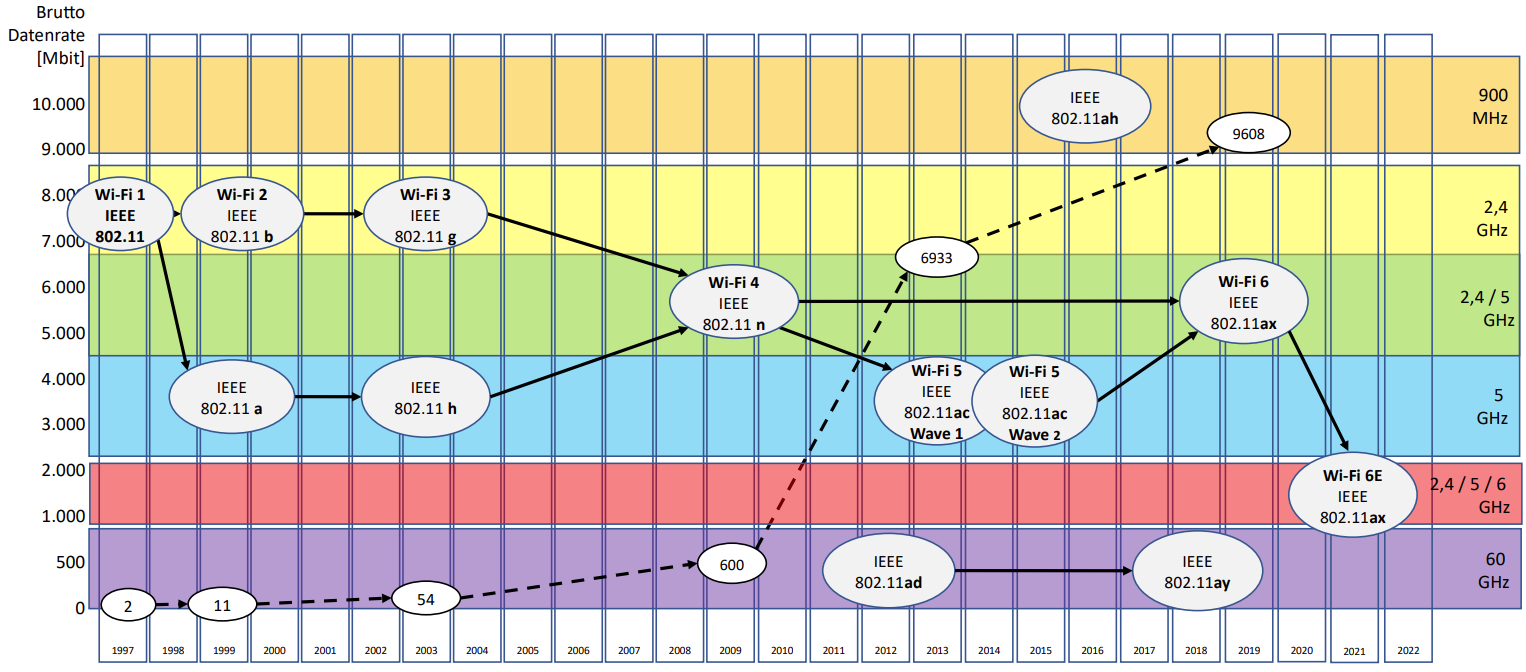 Brutto
Datenrate
[Mbit]
10.000
9.000
8.000
7.000
6.000
5.000
4.000
3.000
2.000
1.000
500
0
900
MHz
2,4
GHz
2,4 / 5
GHz
5
GHz
2,4 / 5 / 6
GHz
60
GHz
IEEE
802.11ah
9608
Wi-Fi 1
IEEE
802.11
Wi-Fi 2
IEEE
802.11 b
Wi-Fi 3
IEEE
802.11 g
6933
Wi-Fi 4
IEEE
802.11 n
Wi-Fi 6
IEEE
802.11ax
IEEE
802.11 a
IEEE
802.11 h
Wi-Fi 5
IEEE
802.11ac
Wave 1
Wi-Fi 5
IEEE
802.11ac
Wave 2
Wi-Fi 6E
IEEE
802.11ax
2
11
54
600
IEEE
802.11ad
IEEE
802.11ay
1997
1998
1999
2000
2001
2002
2003
2004
2005
2006
2007
2008
2009
2010
2011
2012
2013
2014
2015
2016
2017
2018
2019
2020
2021
2022